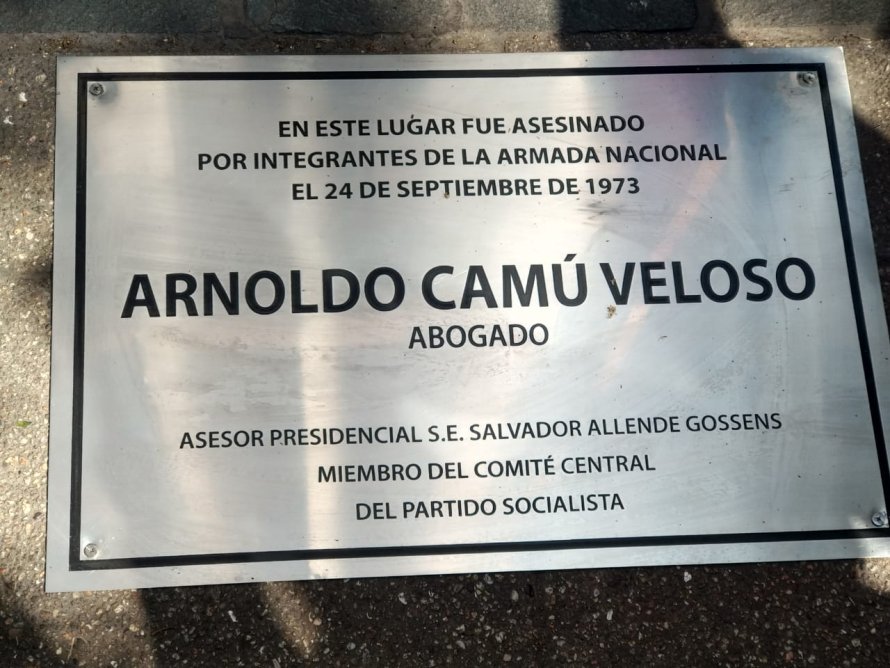 EN ESTE LUGAR FUE ASESINADO
POR INTEGRANTES DE LA ARMADA NACIONAL
EL 24 DE SEPTIEMBRE DE 1973
ARNOLDO CAMÚ VELOSO
ABOGADO
ASESOR PRESIDENCIAL S.E. SALVADOR ALLENDE GOSSENS
MIEMBRO DEL COMITÉ CENTRAL
DEL PARTIDO SOCIALISTA